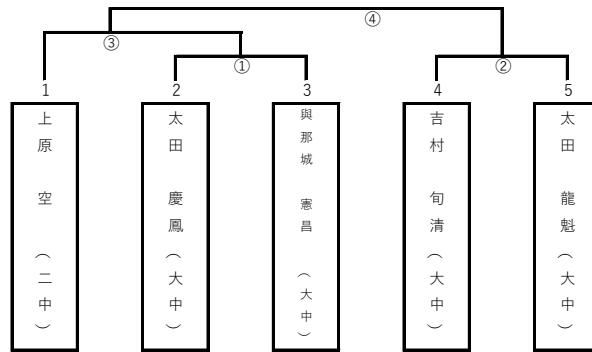 ④
③
①
②
1
2
3
4
5
上原 空 （二中）
太田 慶鳳 （大中）
與那城 憲昌 （大中）
吉村 旬清 （大中）
太田 龍魁 （大中）